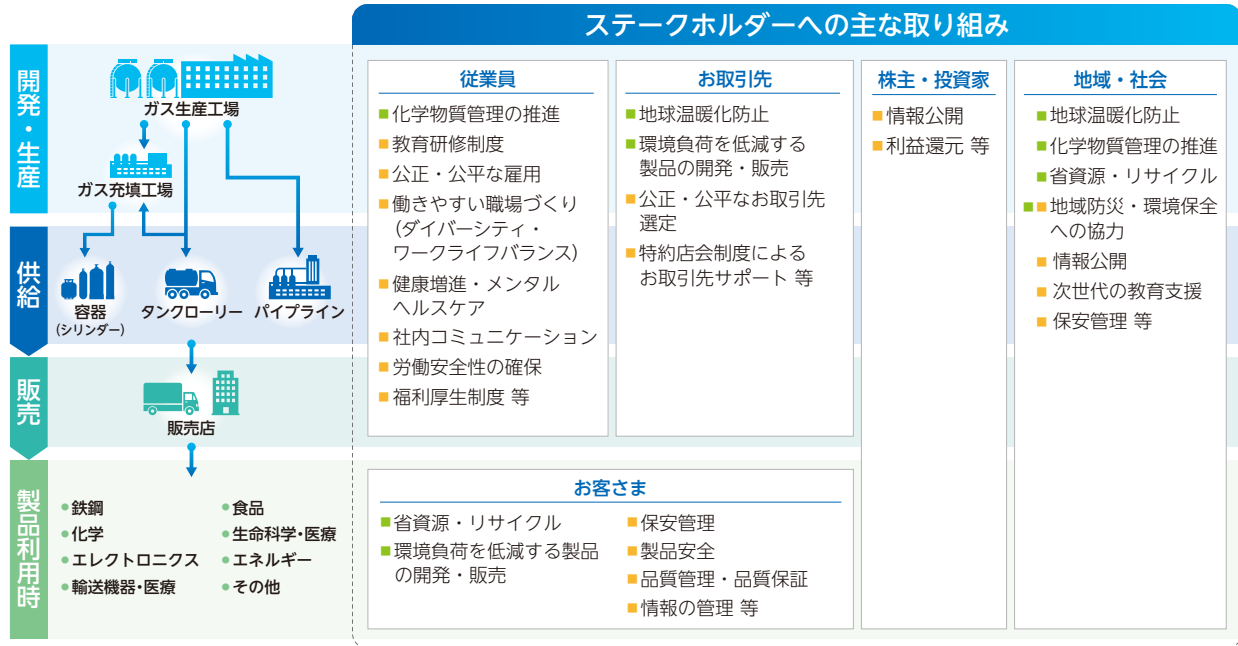 ステークホルダーへの主な取り組み
開発・生産
ガス生産工場
ガス充填工場
供給
容器
(シリンダー)
タンクローリー
パイプライン
販売
販売店
製品利用時
●鉄鋼
●化学
●エレクトロニクス
●輸送機器・医療
●食品
●生命科学・医療
●エネルギー
●その他
従業員
■化学物質管理の推進
■教育研修制度
■公正・公平な雇用
■働きやすい職場づくり
(ダイバーシティ・
ワークライフバランス)
■健康増進・メンタル
ヘルスケア
■社内コミュニケーション
■労働安全性の確保
■福利厚生制度 等
お取引先
■地球温暖化防止
■環境負荷を低減する
製品の開発・販売
■公正・公平なお取引先
選定
■特約店会制度による
お取引先サポート 等
株主・投資家
■情報公開
■利益還元 等
地域・社会
■地球温暖化防止
■化学物質管理の推進
■省資源・リサイクル
■■地域防災・環境保全
への協力
■情報公開
■次世代の教育支援
■保安管理 等
お客さま
■省資源・リサイクル
■環境負荷を低減する製品
の開発・販売
■保安管理
■製品安全
■品質管理・品質保証
■情報の管理 等